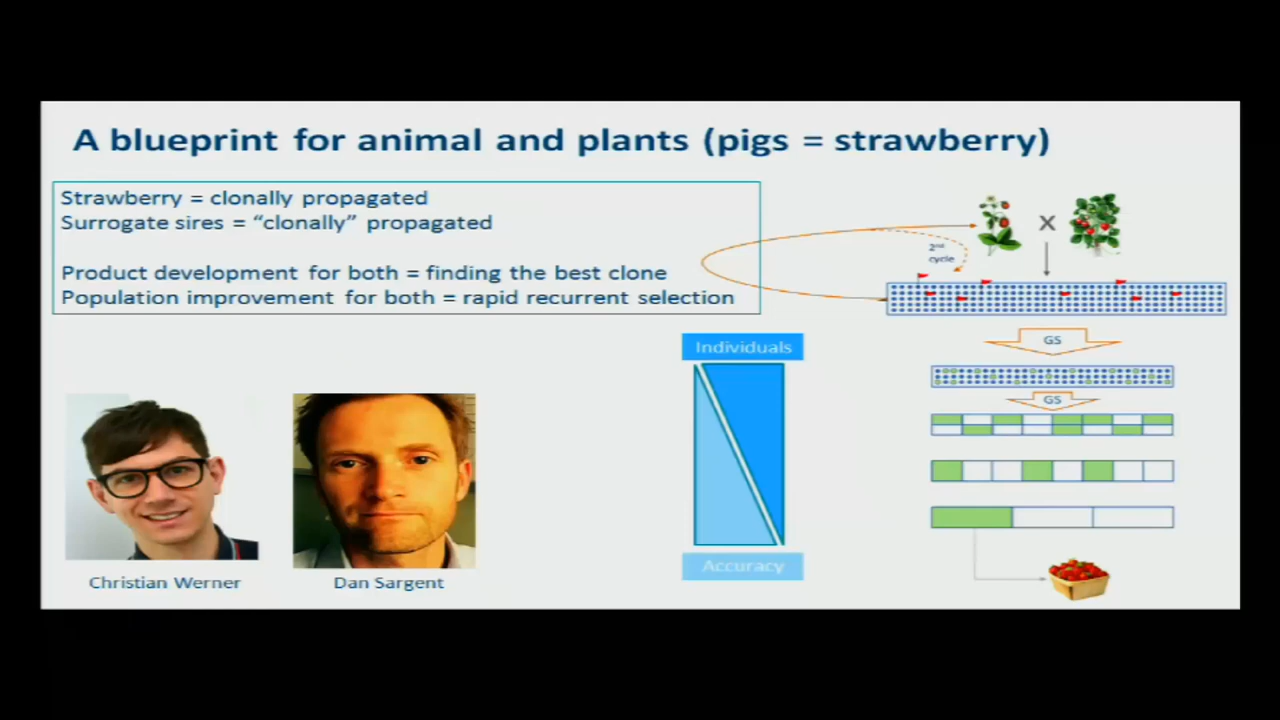 A blueprint for animal and plants (pigs = strawberry)
Strawberry = clonally propagated
Surrogate sires = “clonally” propagated
Product development for both = finding the best clone
Population improvement for both = rapid recurrent selection
X
2nd
cycle
GS
GS
Individuals
Accuracy
Christian Werner
Dan Sargent